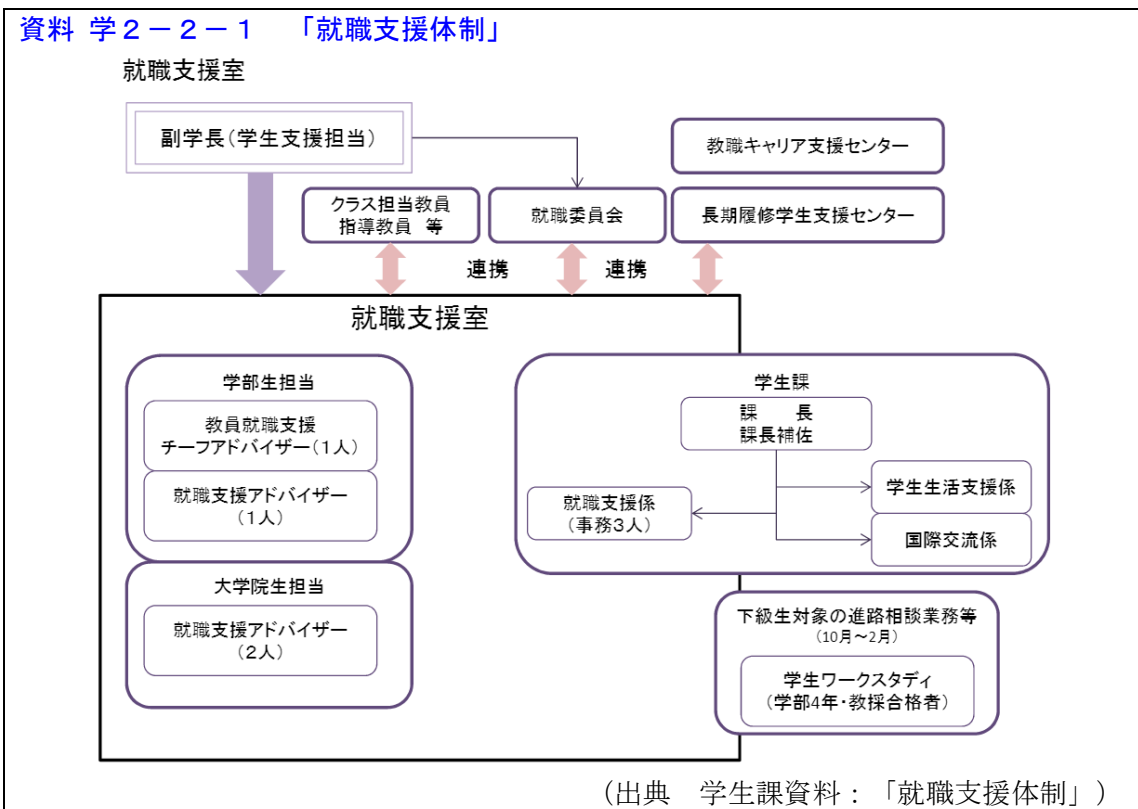 資料 学2－2－1 「就職支援体制」
就職支援室
副学長(学生支援担当)
教職キャリア支援センター
クラス担当教員
指導教員 等
就職委員会
長期履修学生支援センター
連携
連携
就職支援室
学部生担当
教員就職支援
チーフアドバイザー(1人)
就職支援アドバイザー
(1人)
大学院生担当
就職支援アドバイザー
(2人)
学生課
課 長
課長補佐
就職支援係
(事務3人)
学生生活支援係
国際交流係
下級生対象の進路相談業務等
(10月～2月)
学生ワークスタディ
(学部4年・教採合格者)
（出典 学生課資料：「就職支援体制」）